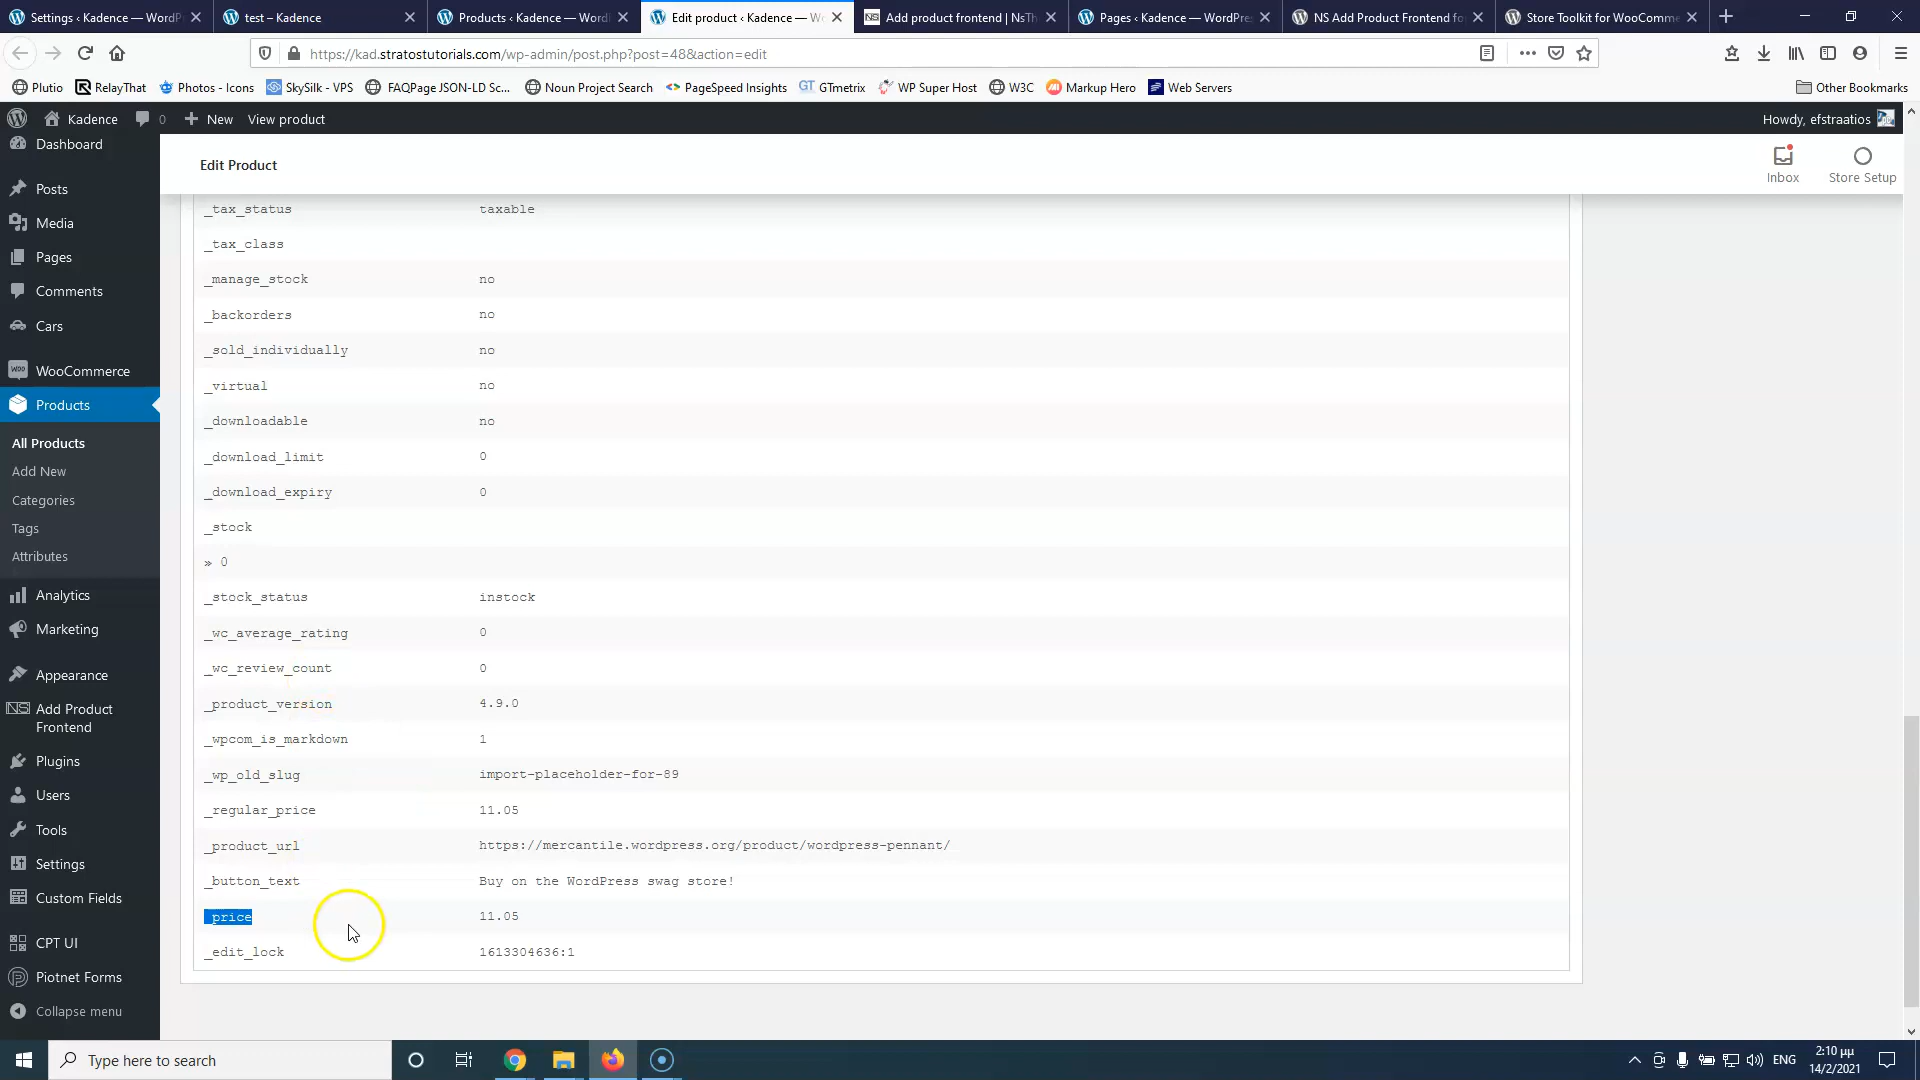 Settings ‹ Kadence — WordP
test – Kadence
Products ‹ Kadence — Word
Edit product ‹ Kadence — Wo
Add product frontend | NsTh
Pages ‹ Kadence — WordPres
NS Add Product Frontend fo
Store Toolkit for WooComme
https://kad.stratostutorials.com/wp-admin/post.php?post=48&action=edit
Plutio
RelayThat
Photos - Icons
SkySilk - VPS
FAQPage JSON-LD Sc...
Noun Project Search
PageSpeed Insights
GTmetrix
WP Super Host
W3C
Markup Hero
Web Servers
Other Bookmarks
Kadence
0
New
View product
Howdy, efstraatios
Dashboard
Posts
Media
Pages
Comments
Cars
WooCommerce
Products
All Products
Add New
Categories
Tags
Attributes
Analytics
Marketing
Appearance
Add Product
Frontend
Plugins
Users
Tools
Settings
Custom Fields
CPT UI
Piotnet Forms
Collapse menu
Edit Product
Inbox
Store Setup
_tax_status taxable
_tax_class
_manage_stock no
_backorders no
_sold_individually no
_virtual no
_downloadable no
_download_limit 0
_download_expiry 0
_stock
» 0
_stock_status instock
_wc_average_rating 0
_wc_review_count 0
_product_version 4.9.0
_wpcom_is_markdown 1
_wp_old_slug import-placeholder-for-89
_regular_price 11.05
_product_url https://mercantile.wordpress.org/product/wordpress-pennant/
_button_text Buy on the WordPress swag store!
_price 11.05
_edit_lock 1613304636:1
Type here to search
ENG
2:10 μμ
14/2/2021